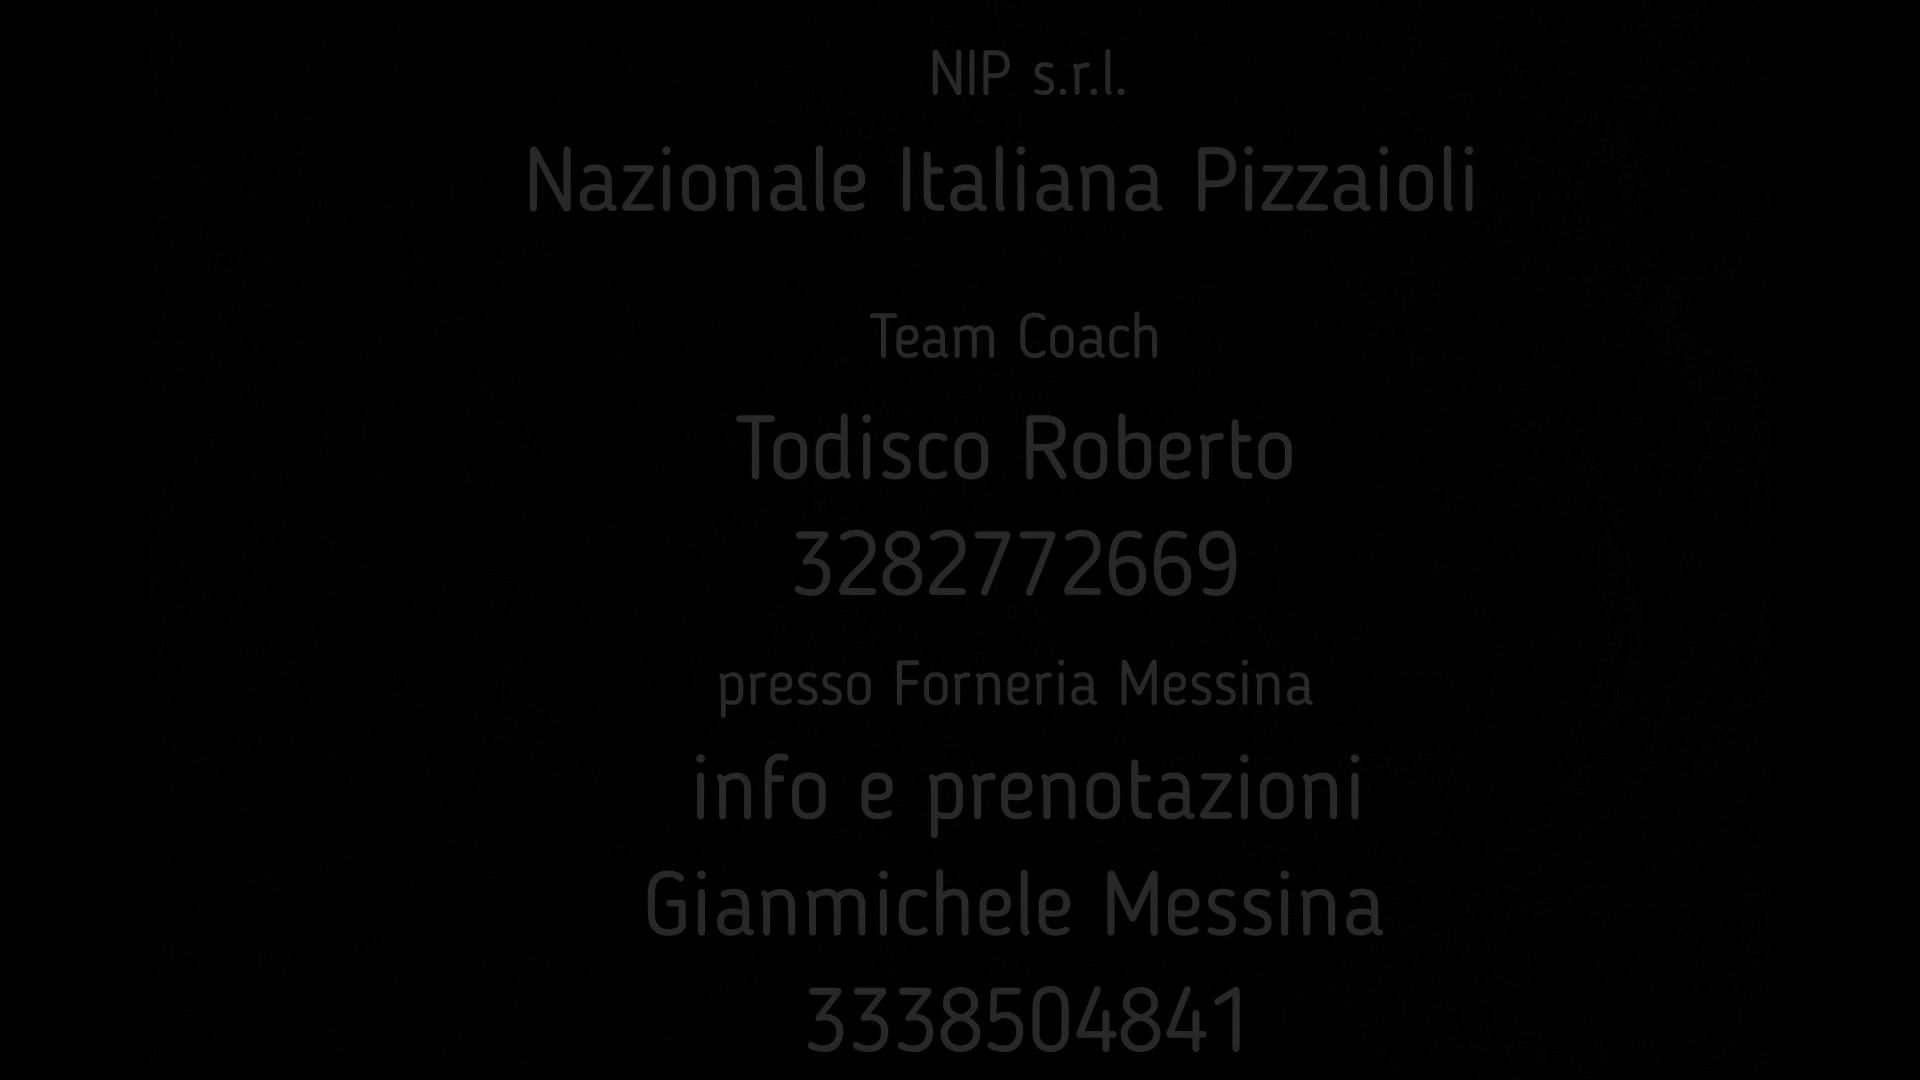 NIP s.r.l.
Nazionale Italiana Pizzaioli
Team Coach
Todisco Roberto
3282772669
presso Forneria Messina
info e prenotazioni
Gianmichele Messina
3338504841